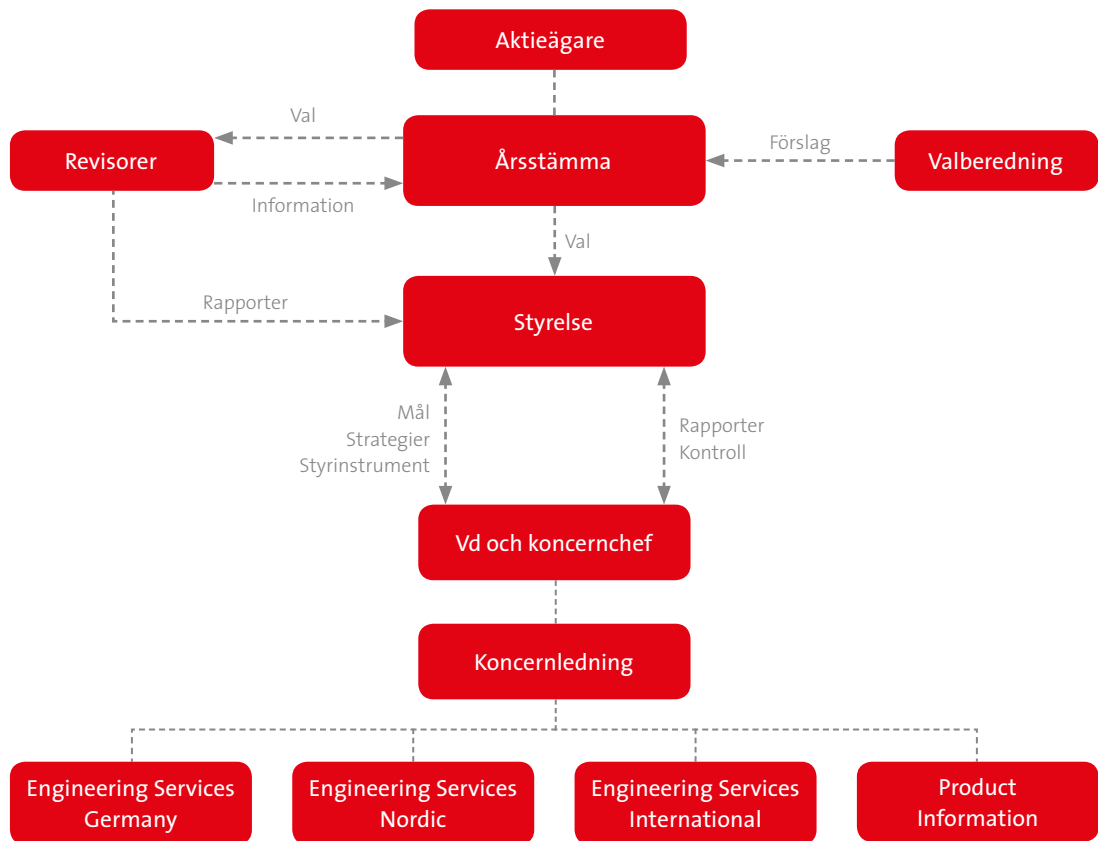 Aktieägare
Val
Revisorer
Årsstämma
Förslag
Valberedning
Information
Val
Rapporter
Styrelse
Mål
Strategier
Styrinstrument
Rapporter
Kontroll
Vd och koncernchef
Koncernledning
Engineering Services
Germany
Engineering Services
Nordic
Engineering Services
International
Product
Information